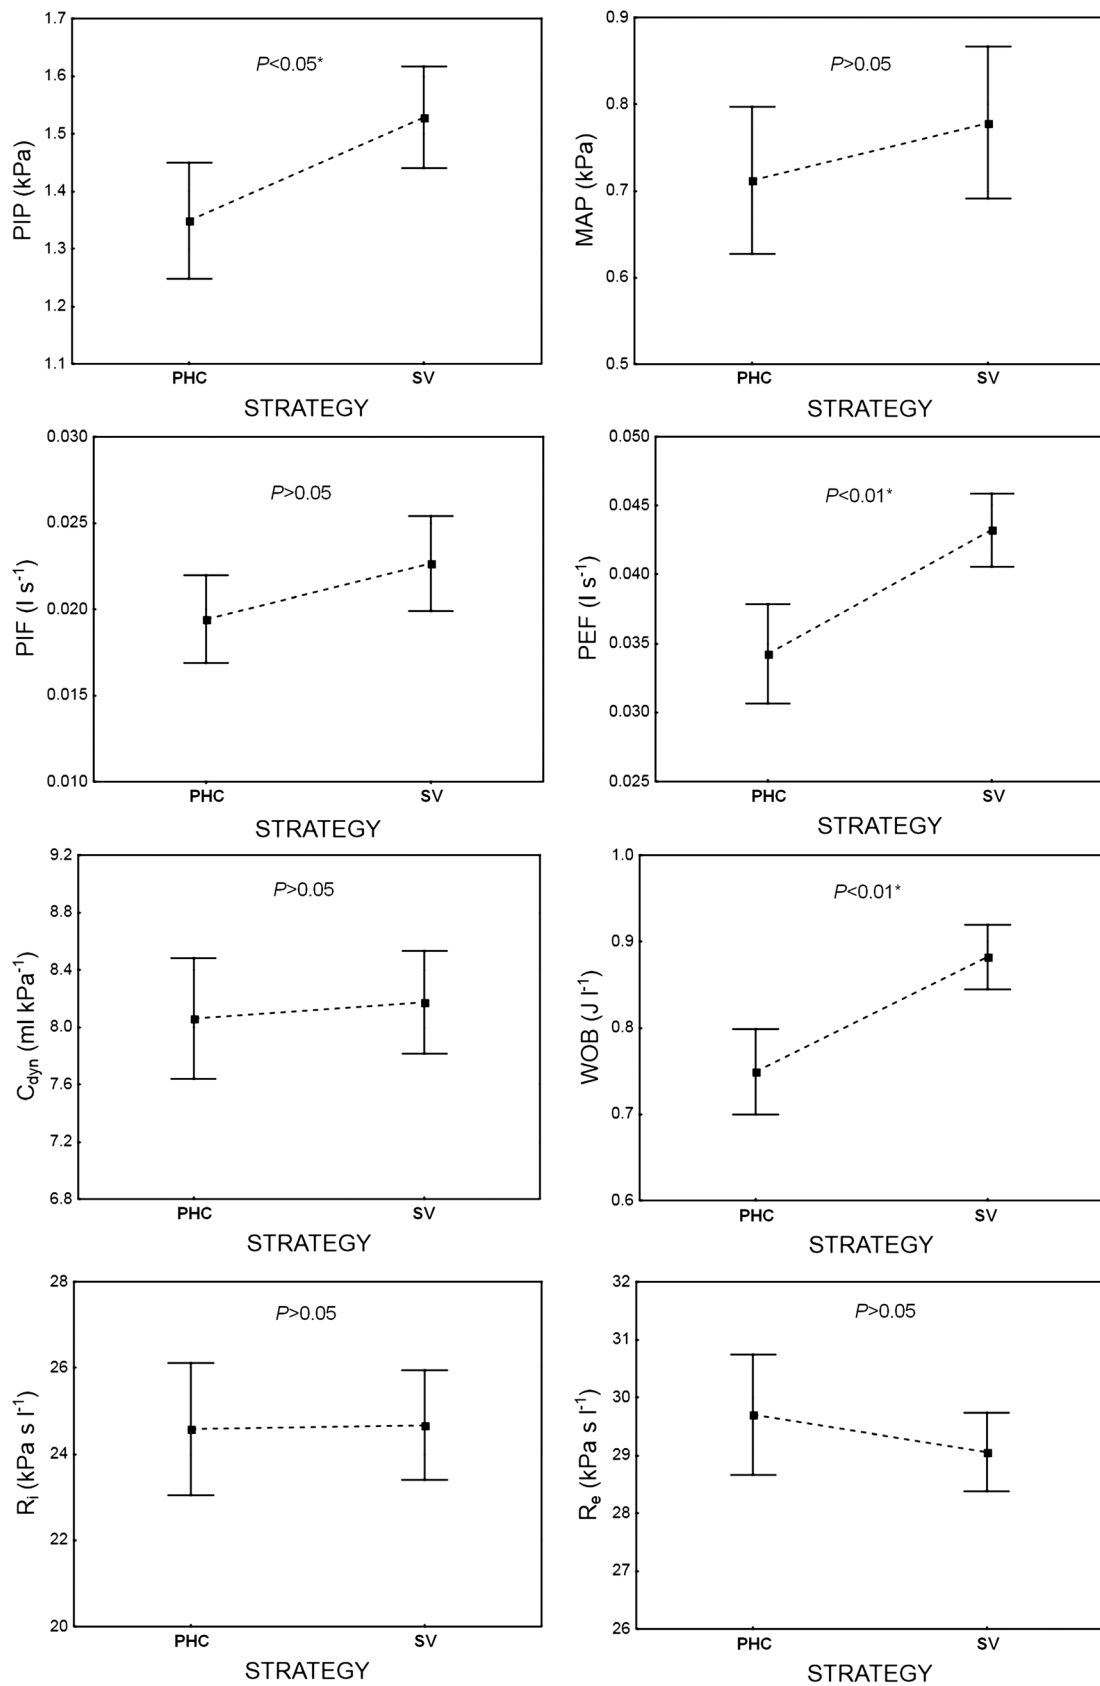 1.7
1.6
1.5
1.4
1.3
1.2
1.1
PIP (kPa)
P<0.05*
PHC SV
STRATEGY
0.9
0.8
0.7
0.6
0.5
MAP (kPa)
P>0.05
PHC SV
STRATEGY
0.030
0.025
0.020
0.015
0.010
PIF (l s-1)
P>0.05
PHC SV
STRATEGY
0.050
0.045
0.040
0.035
0.030
0.025
PEF (l s-1)
P<0.01*
PHC SV
STRATEGY
9.2
8.8
8.4
8.0
7.6
7.2
6.8
Cdyn (ml kPa-1)
P>0.05
PHC SV
STRATEGY
1.0
0.9
0.8
0.7
0.6
WOB (J l-1)
P<0.01*
PHC SV
STRATEGY
28
26
24
22
20
Ri (kPa s l-1)
P>0.05
PHC SV
STRATEGY
32
31
30
29
28
27
26
Re (kPa s l-1)
P>0.05
PHC SV
STRATEGY